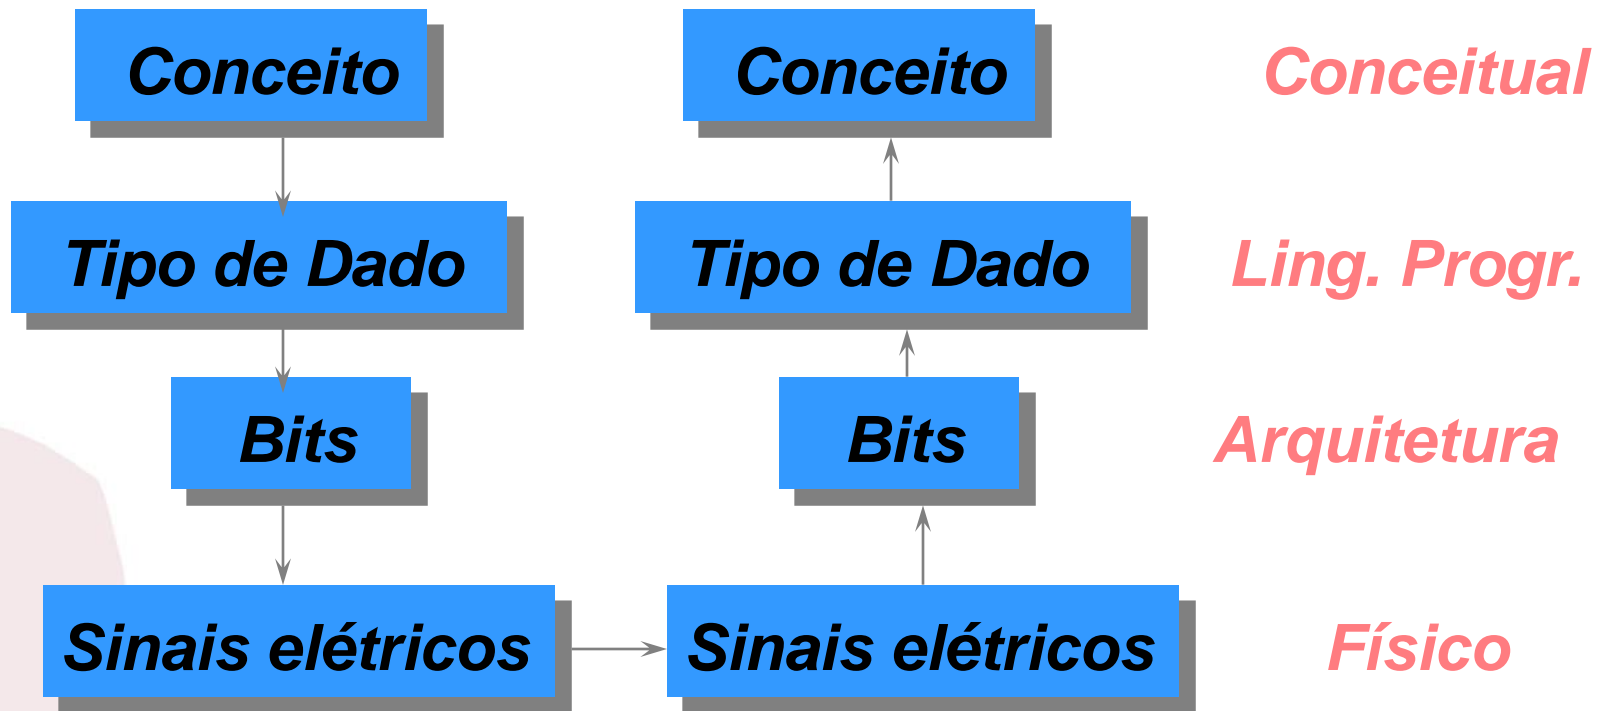 Conceito
Conceito
Conceitual
Tipo de Dado
Tipo de Dado
Ling. Progr.
Bits
Bits
Arquitetura
Sinais elétricos
Sinais elétricos
Físico